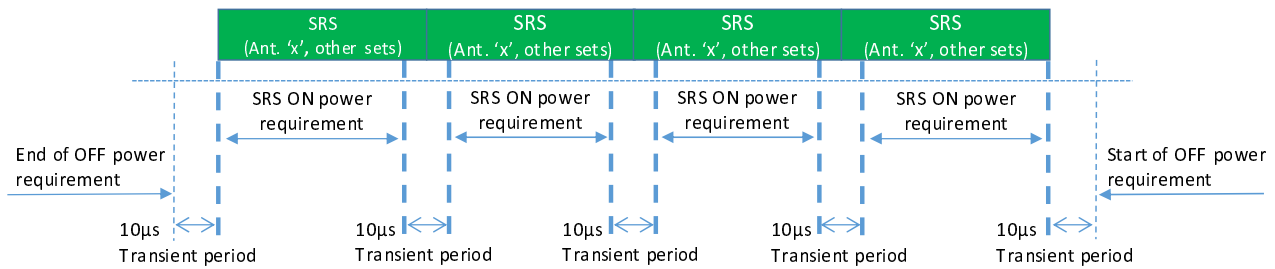 SRS
(Ant. ‘x’, other sets)
SRS
(Ant. ‘x’, other sets)
SRS
(Ant. ‘x’, other sets)
SRS
(Ant. ‘x’, other sets)
SRS ON power
requirement
SRS ON power
requirement
SRS ON power
requirement
SRS ON power
requirement
End of OFF power
requirement
Start of OFF power
requirement
10µs
Transient period
10µs
Transient period
10µs
Transient period
10µs
Transient period
10µs
Transient period